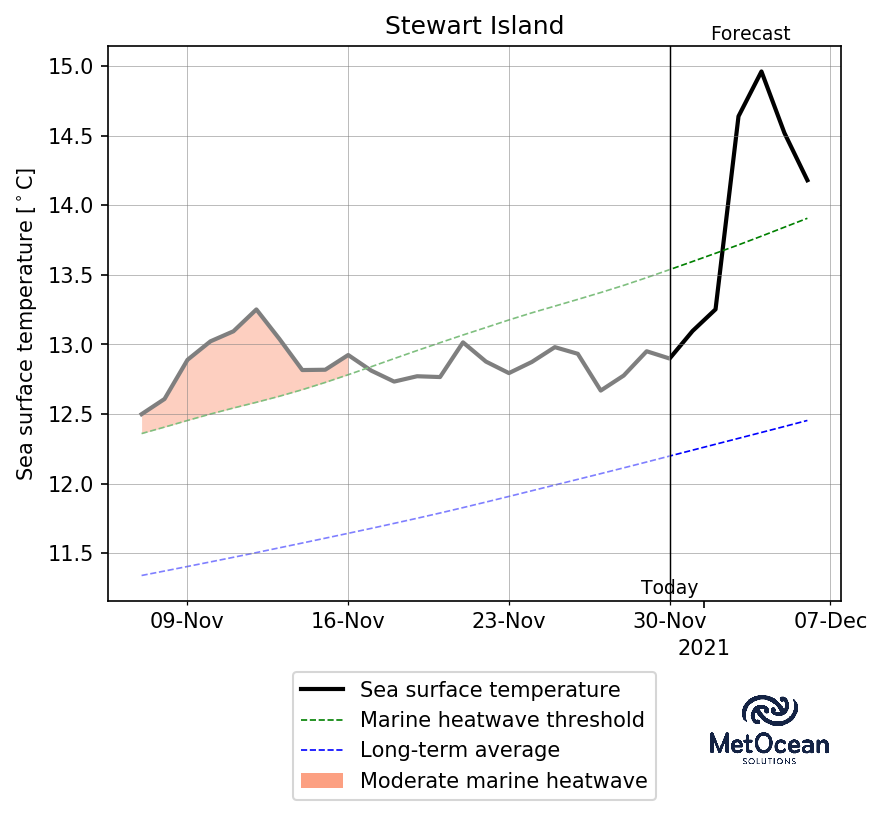 Stewart Island
Forecast
Sea surface temperature [°C]
15.0
14.5
14.0
13.5
13.0
12.5
12.0
11.5
Today
09-Nov 16-Nov 23-Nov 30-Nov 07-Dec
2021
Sea surface temperature
Marine heatwave threshold
Long-term average
Moderate marine heatwave
MetOcean
SOLUTIONS